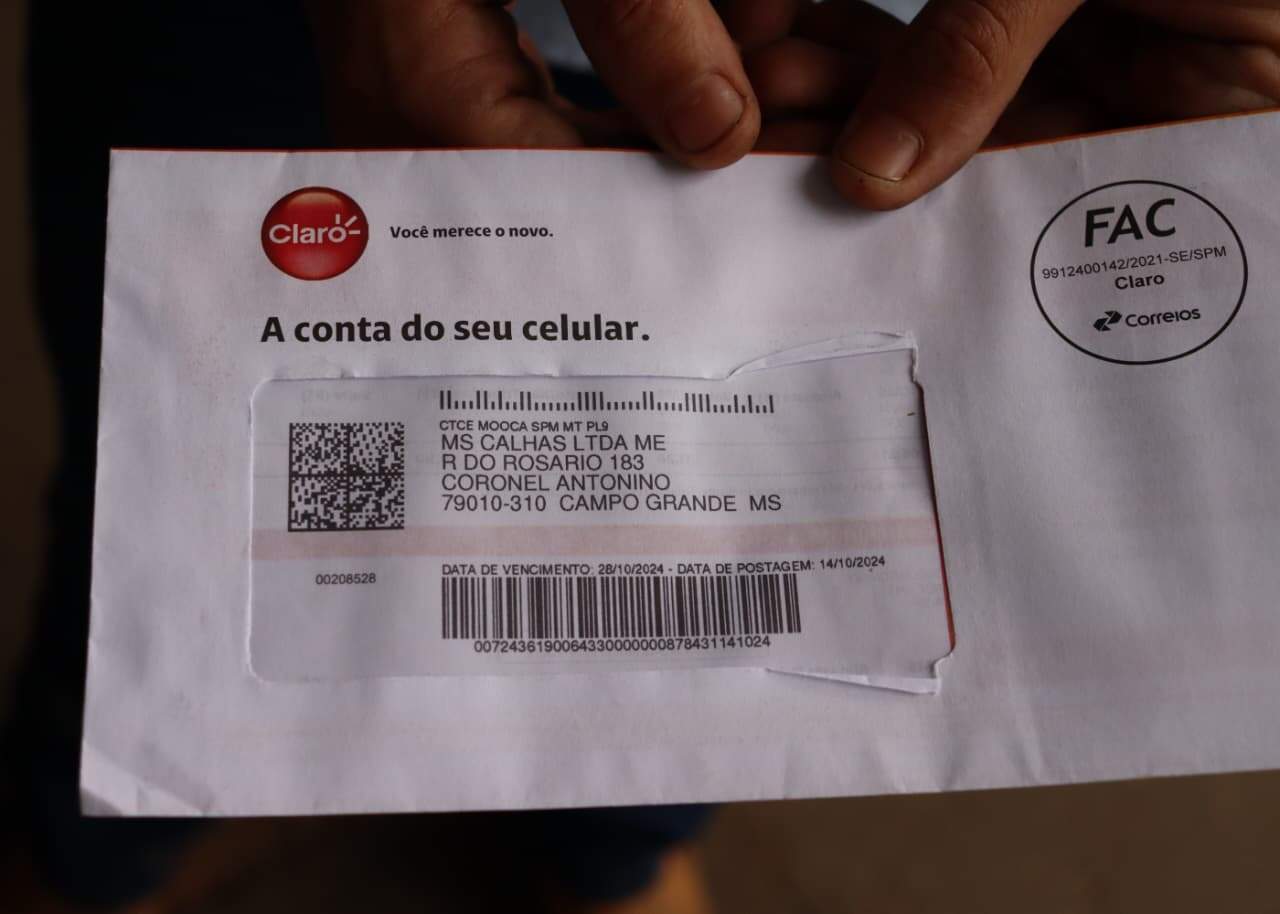 Claro
Você merece o novo.
FAC
9912400142/2021-SE/SPM
Claro
Correios
A conta do seu celular.
CTCE MOOCA SPM MT PL9
MS CALHAS LTDA ME
R DO ROSARIO 183
CORONEL ANTONINO
79010-310 CAMPO GRANDE MS
00208528
DATA DE VENCIMENTO: 28/10/2024 - DATA DE POSTAGEM: 14/10/2024
0072436190064330000000878431141024